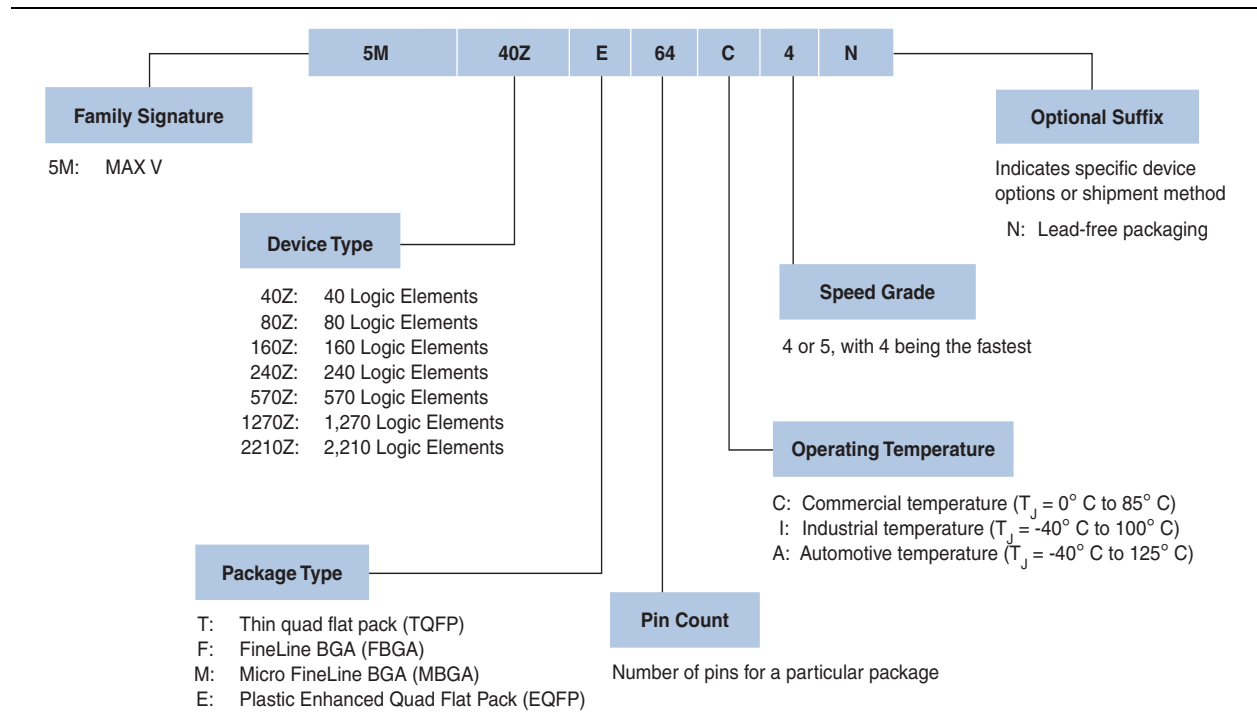 5M 40Z E 64 C 4 N
Family Signature
5M: MAX V
Optional Suffix
Indicates specific device
options or shipment method
N: Lead-free packaging
Device Type
40Z: 40 Logic Elements
80Z: 80 Logic Elements
160Z: 160 Logic Elements
240Z: 240 Logic Elements
570Z: 570 Logic Elements
1270Z: 1,270 Logic Elements
2210Z: 2,210 Logic Elements
Speed Grade
4 or 5, with 4 being the fastest
Operating Temperature
C: Commercial temperature (TJ = 0° C to 85° C)
I: Industrial temperature (TJ = -40° C to 100° C)
A: Automotive temperature (TJ = -40° C to 125° C)
Package Type
T: Thin quad flat pack (TQFP)
F: FineLine BGA (FBGA)
M: Micro FineLine BGA (MBGA)
E: Plastic Enhanced Quad Flat Pack (EQFP)
Pin Count
Number of pins for a particular package